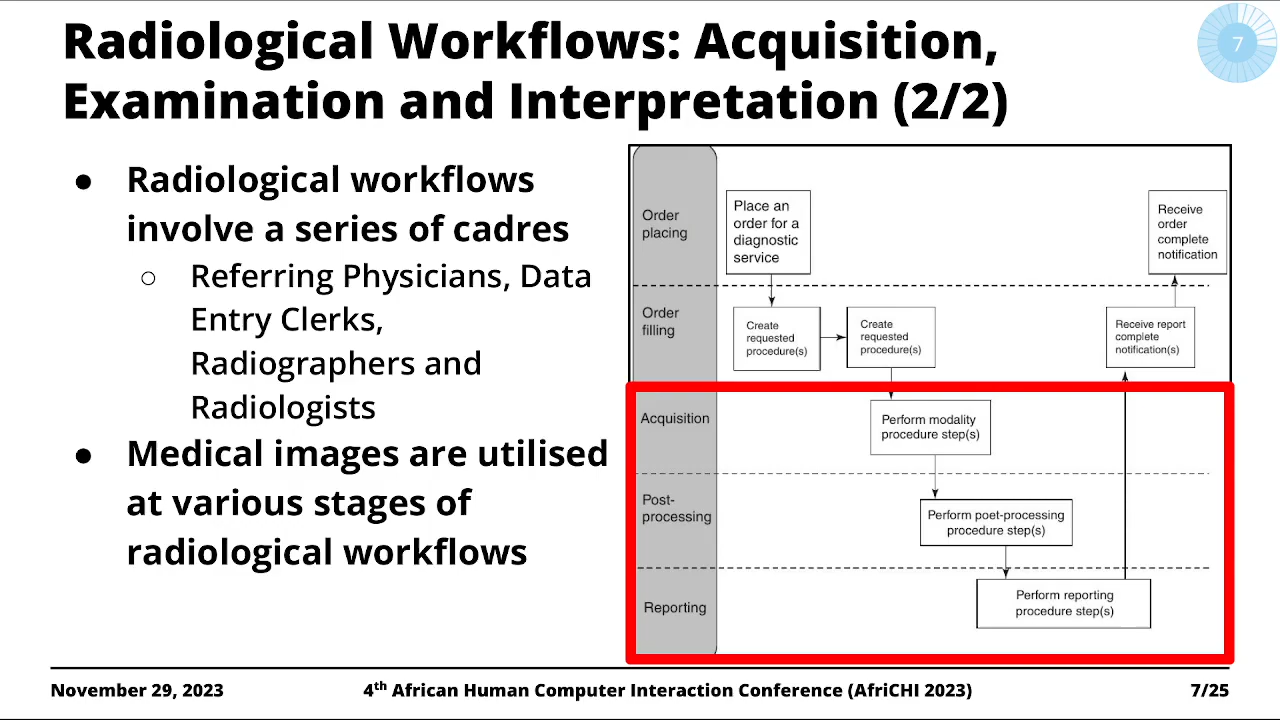 Radiological Workflows: Acquisition,
Examination and Interpretation (2/2)
7
● Radiological workflows
involve a series of cadres
○ Referring Physicians, Data
Entry Clerks,
Radiographers and
Radiologists
● Medical images are utilised
at various stages of
radiological workflows
Order
placing
Place an
order for a
diagnostic
service
Receive
order
complete
notification
Order
filling
Create
requested
procedure(s)
Create
requested
procedure(s)
Receive report
complete
notification(s)
Acquisition
Perform modality
procedure step(s)
Post-
processing
Perform poet-processing
procedure step(s)
Reporting
Perform reporting
procedure step(s)
November 29, 2023
4th African Human Computer Interaction Conference (AfriCHI 2023)
7/25